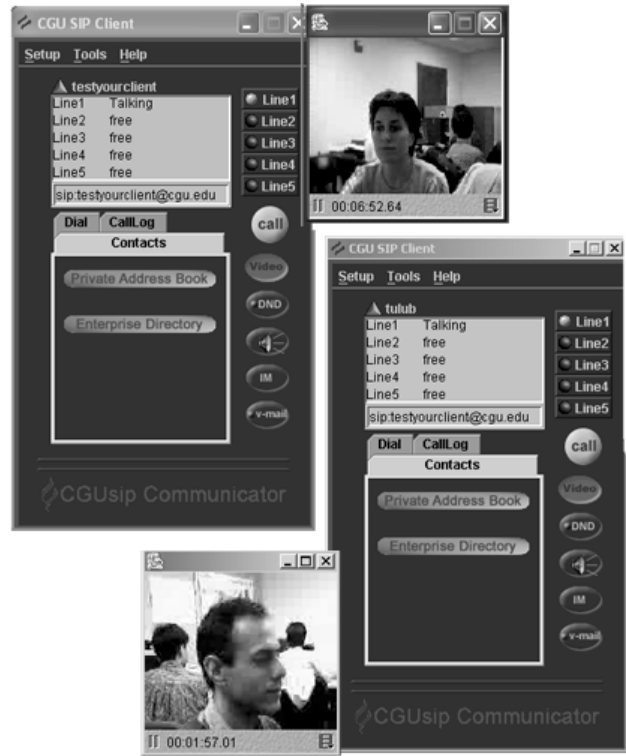 CGU SIP Client
Setup Tools Help
testyourclient
Line1 Talking
Line2 free
Line3 free
Line4 free
Line5 free
sip:testyourclient@cgu.edu
Line1
Line2
Line3
Line4
Line5
Dial CallLog
Contacts
Private Address Book
Enterprise Directory
call
Video
DND
IM
v-mail
CGUsip Communicator
00:06:52.64
CGU SIP Client
Setup Tools Help
tulub
Line1 Talking
Line2 free
Line3 free
Line4 free
Line5 free
sip:testyourclient@cgu.edu
Line1
Line2
Line3
Line4
Line5
Dial CallLog
Contacts
Private Address Book
Enterprise Directory
call
Video
DND
IM
v-mail
CGUsip Communicator
00:01:57.01